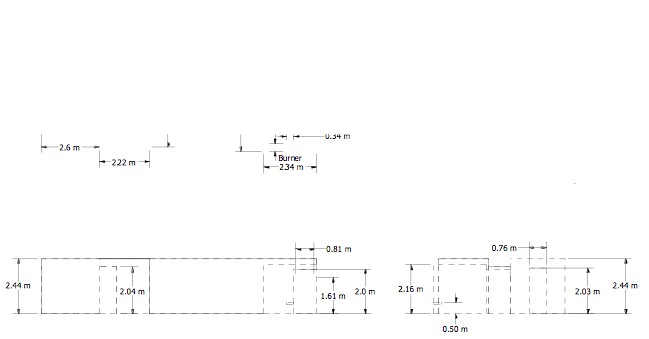 0.34 m
2.6 m
Burner
2.22 m
2.34 m
0.76 m
0.81 m
2.44 m
2.04 m
1.61 m
2.0 m
2.16 m
2.03 m
2.44 m
0.50 m